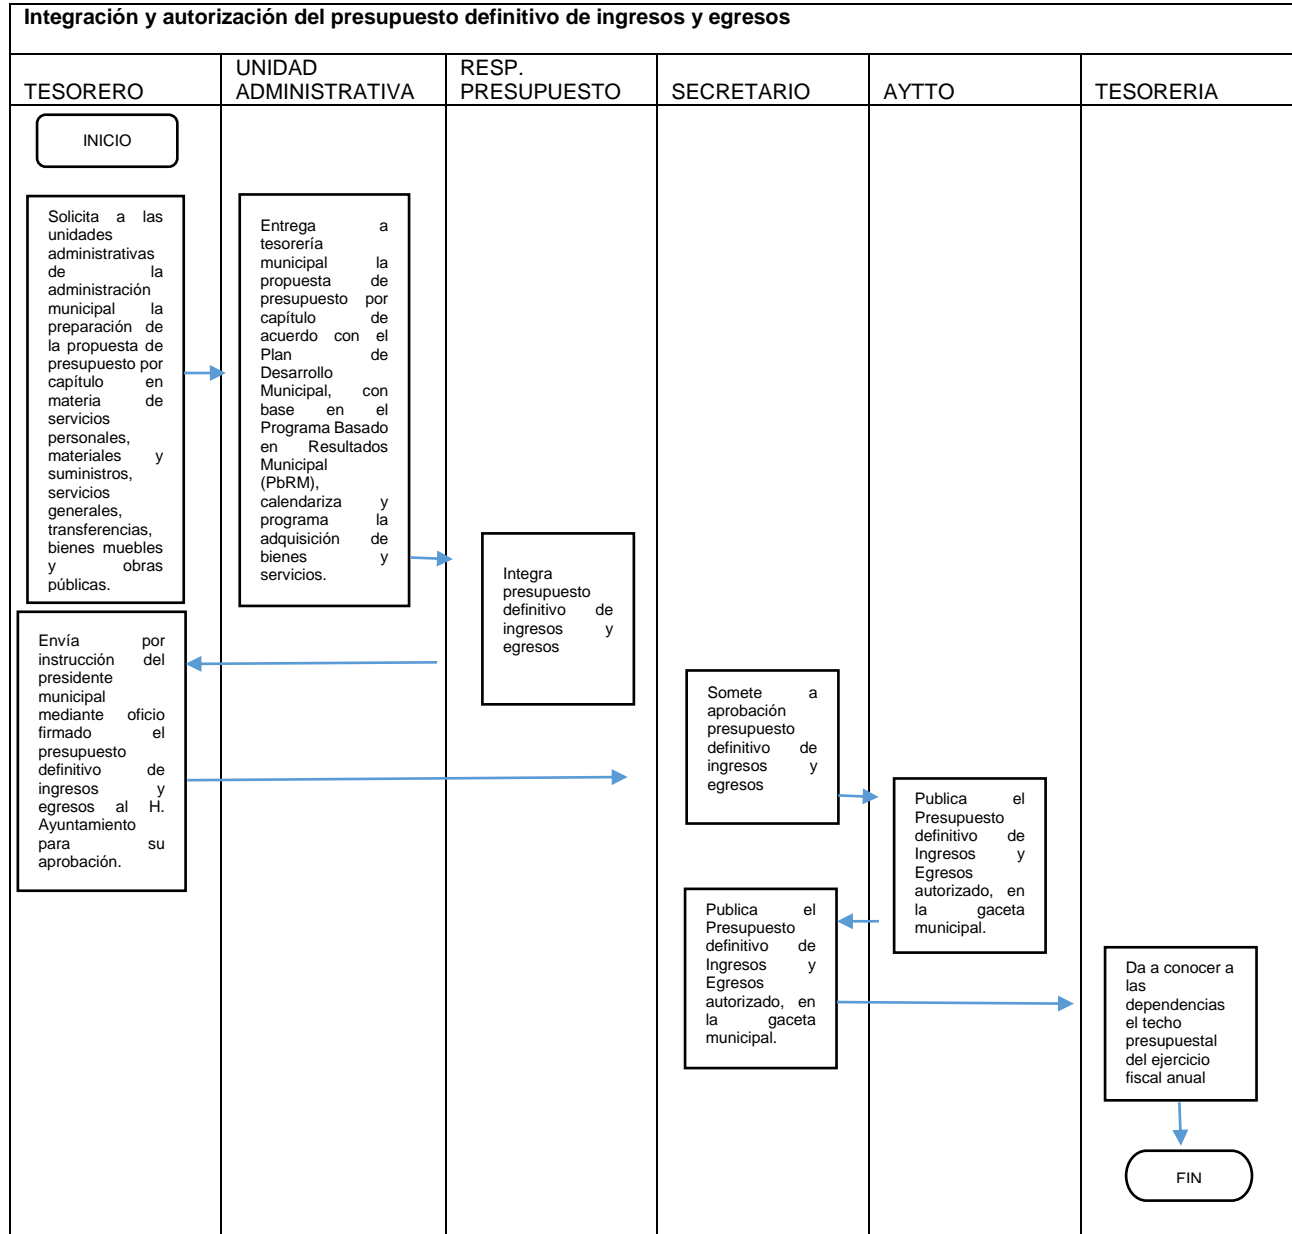 Integración y autorización del presupuesto definitivo de ingresos y egresos
TESORERO
UNIDAD
ADMINISTRATIVA
RESP.
PRESUPUESTO
SECRETARIO
AYTTO
TESORERIA
INICIO
Solicita a las
unidades
administrativas
de la
administración
municipal la
preparación de
la propuesta de
presupuesto por
capítulo en
materia de
servicios
personales,
materiales y
suministros,
servicios
generales,
transferencias,
bienes muebles
y obras
públicas.
Entrega a
tesorería
municipal la
propuesta de
presupuesto por
capítulo de
acuerdo con el
Plan de
Desarrollo
Municipal, con
base en el
Programa Basado
en Resultados
Municipal
(PbRM),
calendariza y
programa la
adquisición de
bienes y
servicios.
Integra
presupuesto
definitivo de
ingresos y
egresos
Envía por
instrucción del
presidente
municipal
mediante oficio
firmado el
presupuesto
definitivo de
ingresos y
egresos al H.
Ayuntamiento
para su
aprobación.
Somete a
aprobación
presupuesto
definitivo de
ingresos y
egresos
Publica el
Presupuesto
definitivo de
Ingresos y
Egresos
autorizado, en
la gaceta
municipal.
Publica el
Presupuesto
definitivo de
Ingresos y
Egresos
autorizado, en
la gaceta
municipal.
Da a conocer a
las
dependencias
el techo
presupuestal
del ejercicio
fiscal anual
FIN